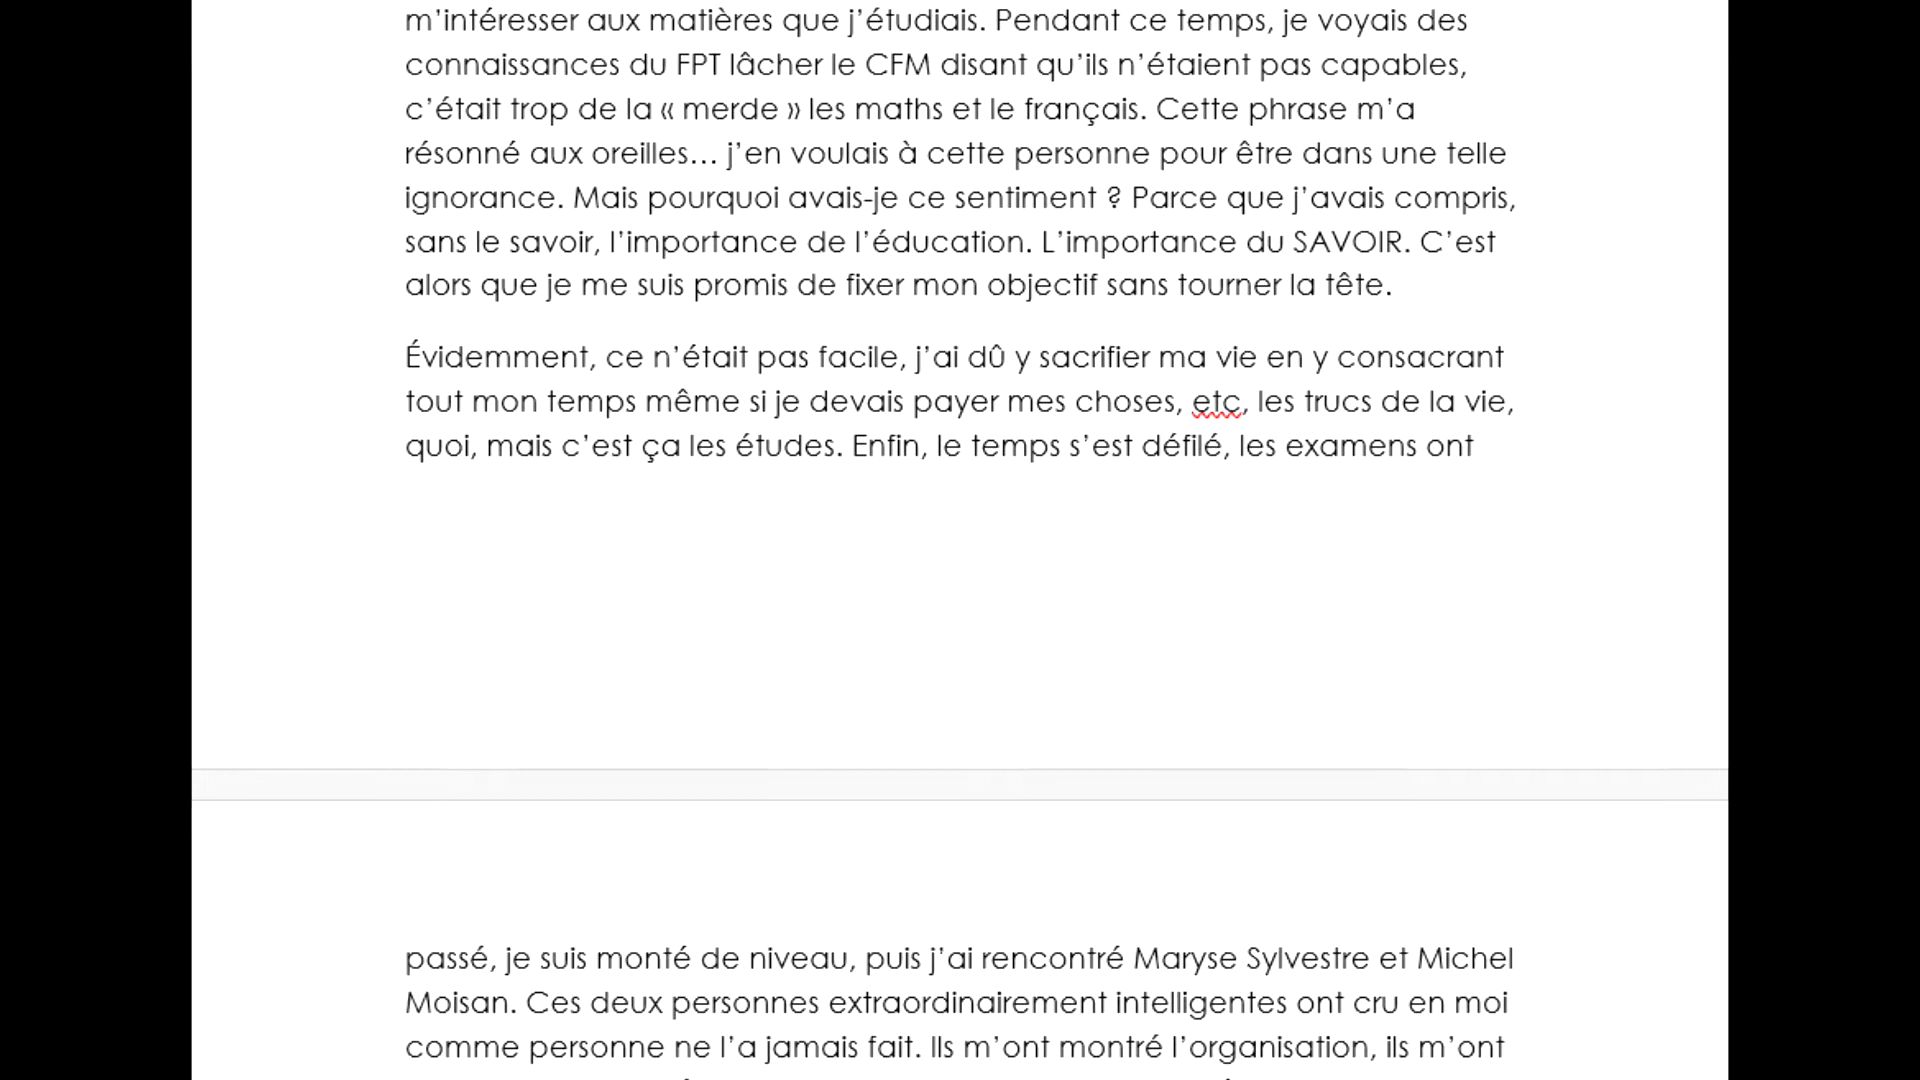 m’intéresser aux matières que j’étudiais. Pendant ce temps, je voyais des
connaissances du FPT lâcher le CFM disant qu’ils n’étaient pas capables,
c’était trop de la « merde » les maths et le français. Cette phrase m’a
résonné aux oreilles… j’en voulais à cette personne pour être dans une telle
ignorance. Mais pourquoi avais-je ce sentiment ? Parce que j’avais compris,
sans le savoir, l’importance de l’éducation. L’importance du SAVOIR. C’est
alors que je me suis promis de fixer mon objectif sans tourner la tête.
Évidemment, ce n’était pas facile, j’ai dû y sacrifier ma vie en y consacrant
tout mon temps même si je devais payer mes choses, etc, les trucs de la vie,
quoi, mais c’est ça les études. Enfin, le temps s’est défilé, les examens ont
passé, je suis monté de niveau, puis j’ai rencontré Maryse Sylvestre et Michel
Moisan. Ces deux personnes extraordinairement intelligentes ont cru en moi
comme personne ne l’a jamais fait. Ils m’ont montré l’organisation, ils m’ont